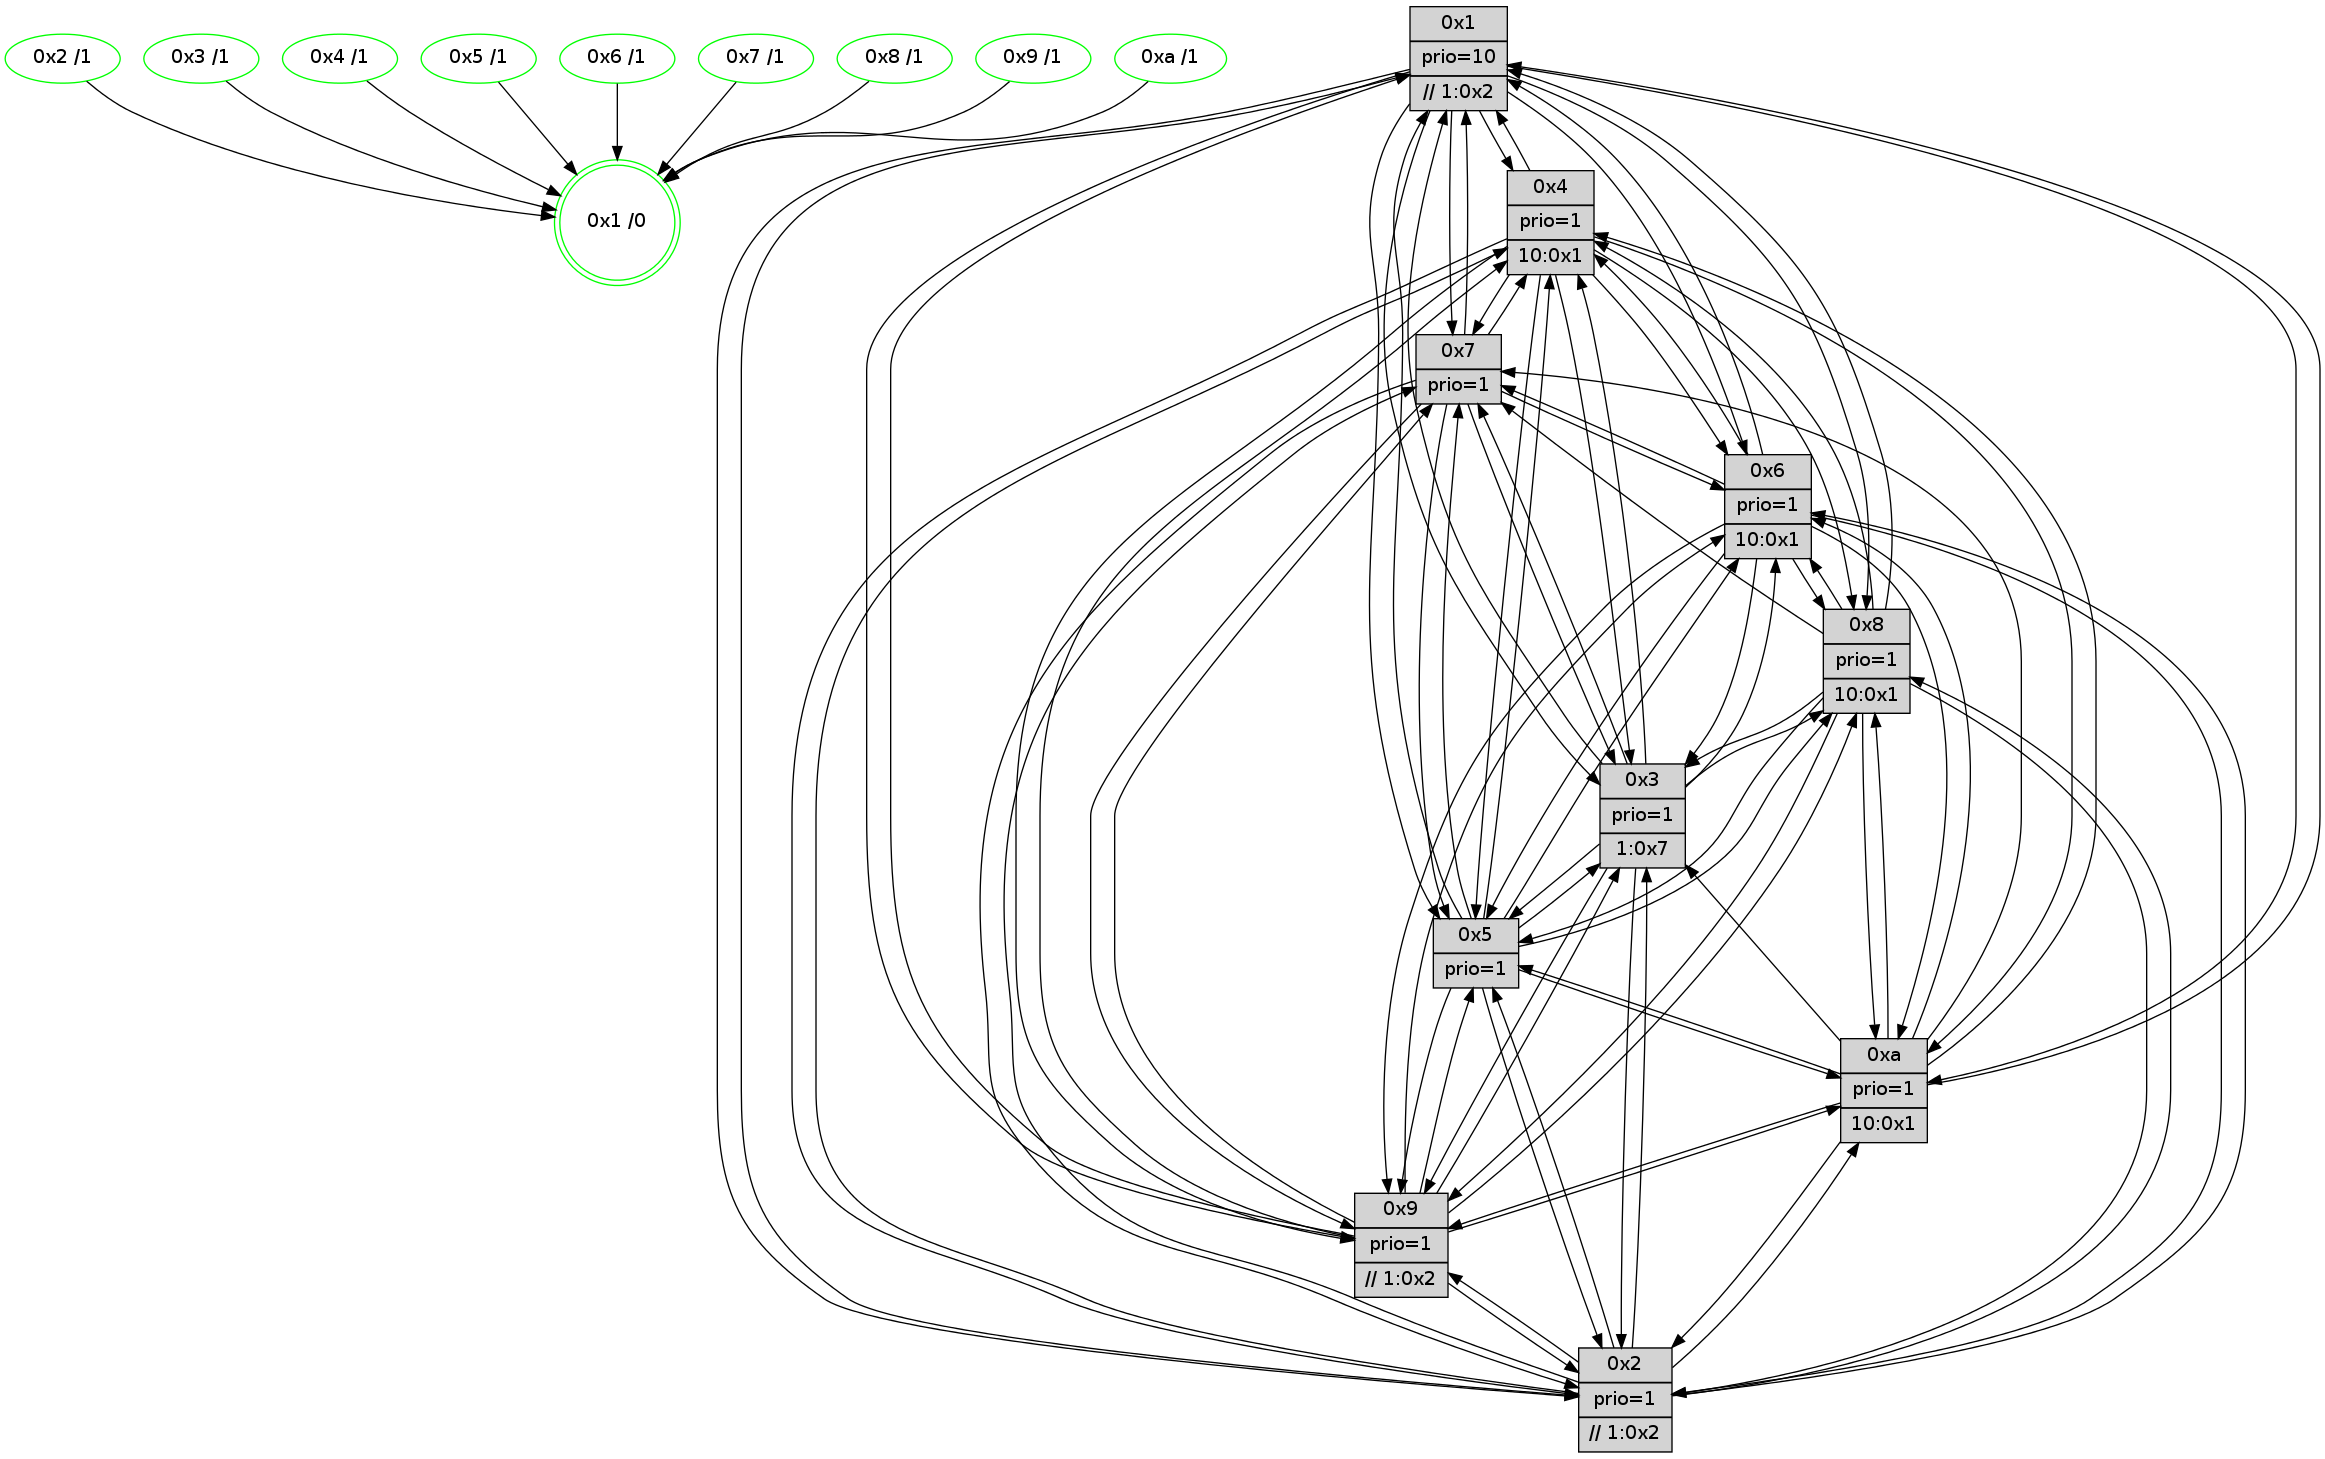 0x2 /1
0x3 /1
0x4 /1
0x5 /1
0x6 /1
0x7 /1
0x8 /1
0x9 /1
0xa /1
0x1 /0
0x1
prio=10
// 1:0x2
0x4
prio=1
10:0x1
0x7
prio=1
0x6
prio=1
10:0x1
0x8
prio=1
10:0x1
0x3
prio=1
1:0x7
0x5
prio=1
0xa
prio=1
10:0x1
0x9
prio=1
// 1:0x2
0x2
prio=1
// 1:0x2